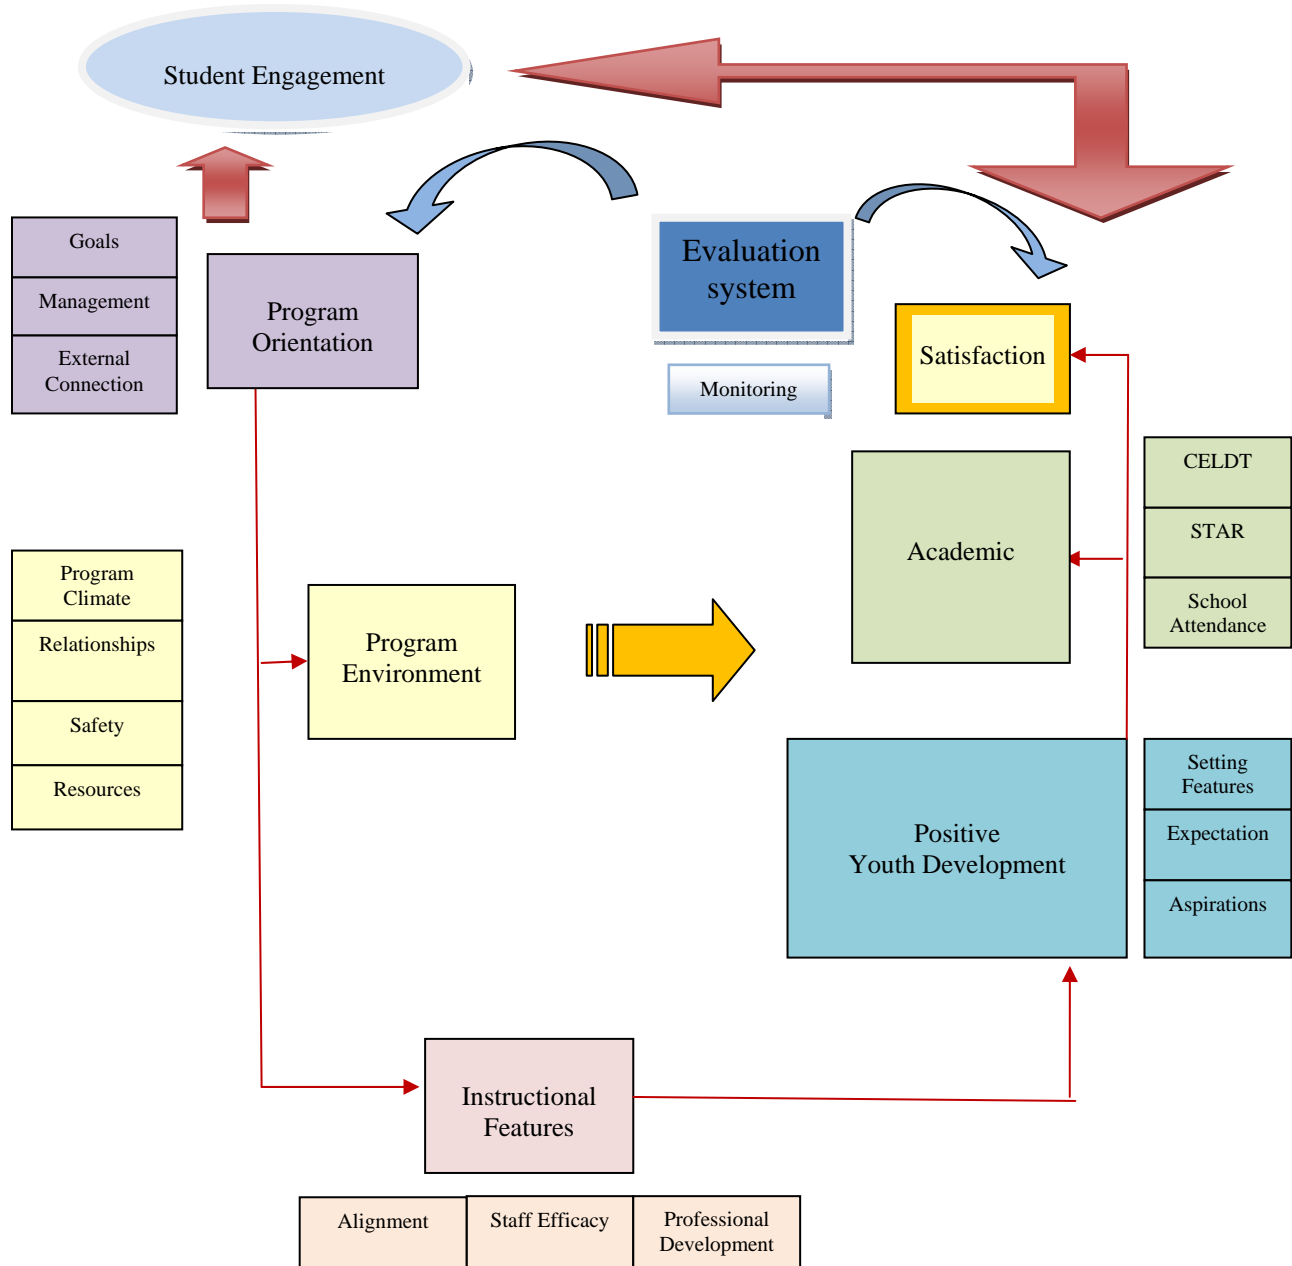 Student Engagement
Evaluation
system
Monitoring
Goals
Management
External
Connection
Program
Orientation
Satisfaction
Academic
CELDT
STAR
School
Attendance
Program
Climate
Relationships
Safety
Resources
Program
Environment
Positive
Youth Development
Setting
Features
Expectation
Aspirations
Instructional
Features
Alignment
Staff Efficacy
Professional
Development